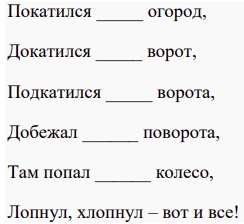 Покатился _____ огород,
Докатился _____ ворот,
Подкатился _____ ворота,
Добежал ______ поворота,
Там попал ______ колесо,
Лопнул, хлопнул – вот и все!